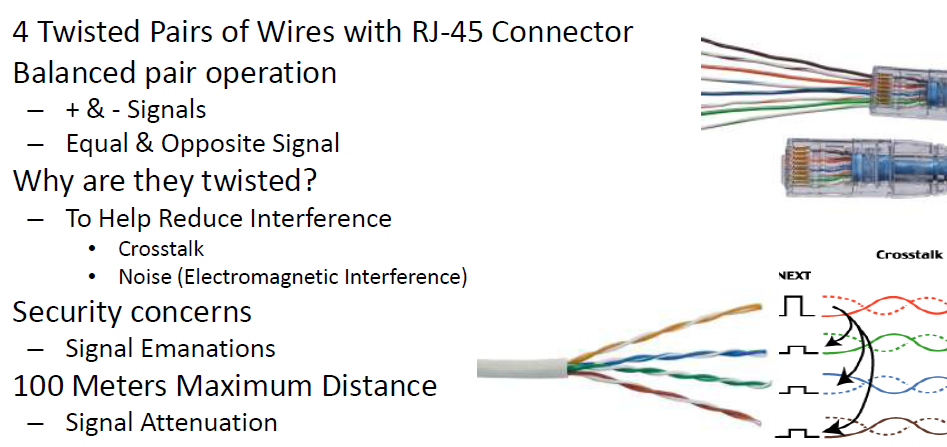 4 Twisted Pairs of Wires with RJ-45 Connector
Balanced pair operation
– + & - Signals
– Equal & Opposite Signal
Why are they twisted?
– To Help Reduce Interference
• Crosstalk
• Noise (Electromagnetic Interference)
Security concerns
– Signal Emanations
100 Meters Maximum Distance
– Signal Attenuation
Crosstalk
NEXT